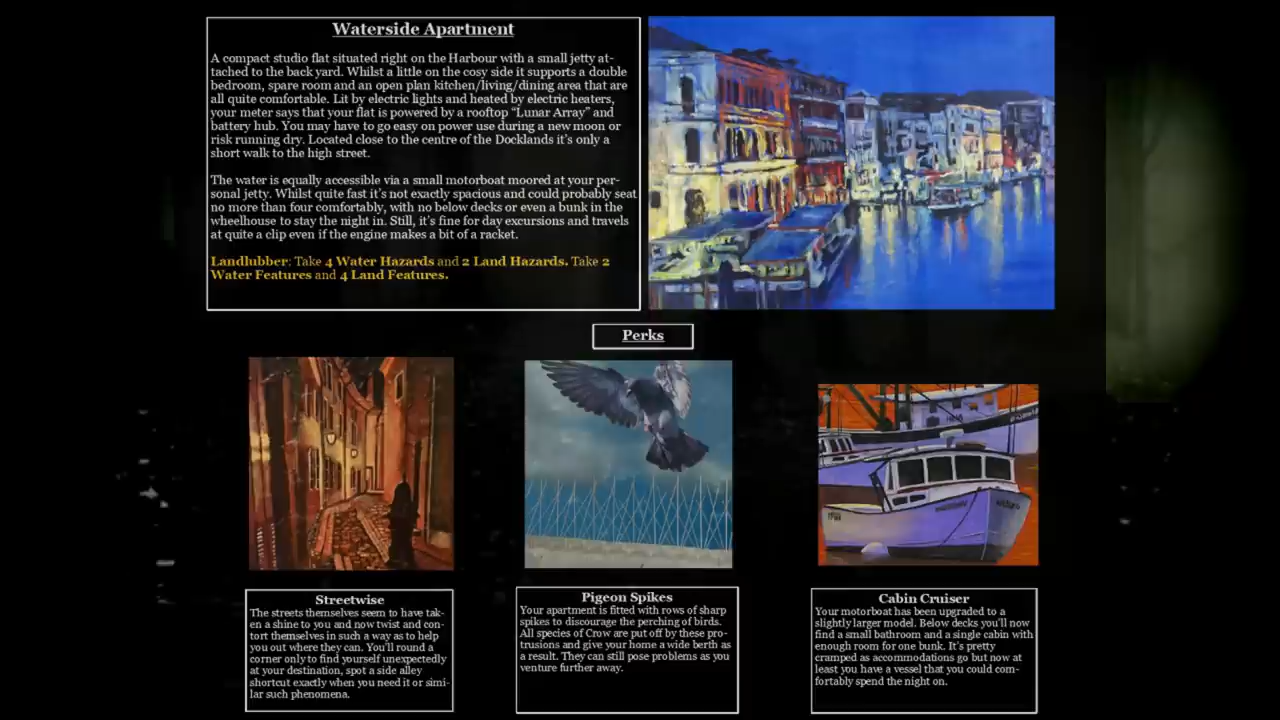 Waterside Apartment
A compact studio flat situated right on the Harbour with a small jetty at-
tached to the back yard. Whilst a little on the cosy side it supports a double
bedroom, spare room and an open plan kitchen/living/dining area that are
all quite comfortable. Lit by electric lights and heated by electric heaters,
your meter says that your flat is powered by a rooftop “Lunar Array” and
battery hub. You may have to go easy on power use during a new moon or
risk running dry. Located close to the centre of the Docklands it's only a
short walk to the high street.
The water is equally accessible via a small motorboat moored at your per-
sonal jetty. Whilst quite fast it's not exactly spacious and could probably seat
no more than four comfortably, with no below decks or even a bunk in the
wheelhouse to stay the night in. Still, it's fine for day excursions and travels
at quite a clip even if the engine makes a bit of a racket.
Landlubber: Take 4 Water Hazards and 2 Land Hazards. Take 2
Water Features and 4 Land Features.
Perks
Streetwise
The streets themselves seem to have tak-
en a shine to you and now twist and con-
tort themselves in such a way as to help
you out where they can. You'll round a
corner only to find yourself unexpectedly
at your destination, spot a side alley
shortcut exactly when you need it or simi-
lar such phenomena.
Pigeon Spikes
Your apartment is fitted with rows of sharp
spikes to discourage the perching of birds.
All species of Crow are put off by these pro-
trusions and give your home a wide berth as
a result. They can still pose problems as you
venture further away.
Cabin Cruiser
Your motorboat has been upgraded to a
slightly larger model. Below decks you'll now
find a small bathroom and a single cabin with
enough room for one bunk. It's pretty
cramped as accommodations go but now at
least you have a vessel that you could com-
fortably spend the night on.